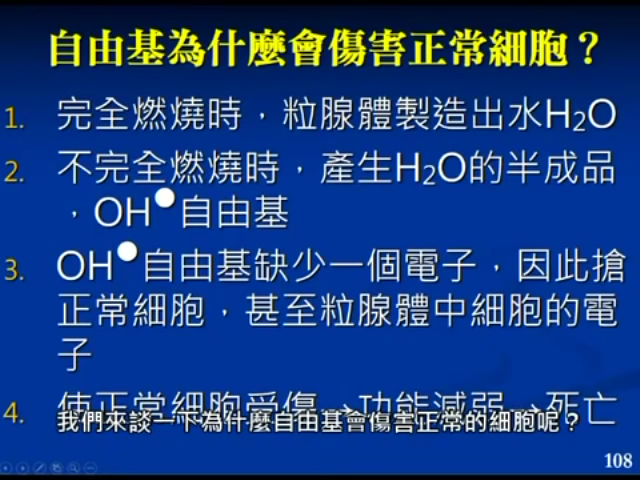 自由基為什麼會傷害正常細胞？
1. 完全燃燒時，粒腺體製造出水H₂O
2. 不完全燃燒時，產生H₂O的半成品
，OH●自由基
3. OH●自由基缺少一個電子，因此搶
正常細胞，甚至粒腺體中細胞的電
子
4. 使正常細胞受傷→功能減弱→死亡
我們來談一下為什麼自由基會傷害正常的細胞呢？
108